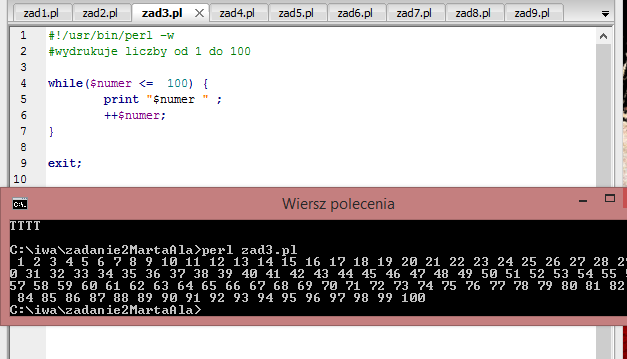 zad1.pl zad2.pl zad3.pl zad4.pl zad5.pl zad6.pl zad7.pl zad8.pl zad9.pl
1 #!/usr/bin/perl -w
2 #wydrukuje liczby od 1 do 100
3
4 while($numer <=  100) {
5 print "$numer " ;
6 ++$numer;
7 }
8
9 exit;
10
Wiersz polecenia
TTTT
C:\iwa\zadanie2MartaAla>perl zad3.pl
1 2 3 4 5 6 7 8 9 10 11 12 13 14 15 16 17 18 19 20 21 22 23 24 25 26 27 28 29
0 31 32 33 34 35 36 37 38 39 40 41 42 43 44 45 46 47 48 49 50 51 52 53 54 55
57 58 59 60 61 62 63 64 65 66 67 68 69 70 71 72 73 74 75 76 77 78 79 80 81 82
84 85 86 87 88 89 90 91 92 93 94 95 96 97 98 99 100
C:\iwa\zadanie2MartaAla>